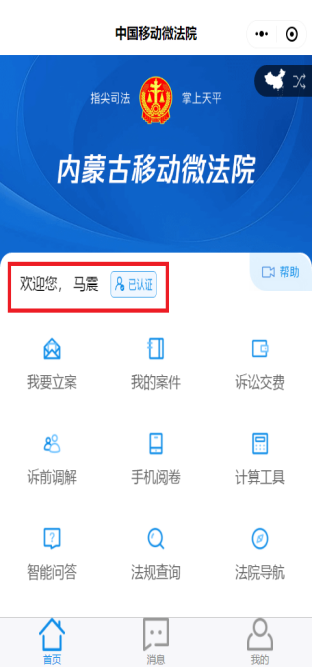 中国移动微法院
指尖司法 掌上天平
内蒙古移动微法院
帮助
欢迎您， 马震 已认证
我要立案 我的案件 诉讼交费
诉前调解 手机阅卷 计算工具
智能问答 法规查询 法院导航
首页 消息 我的